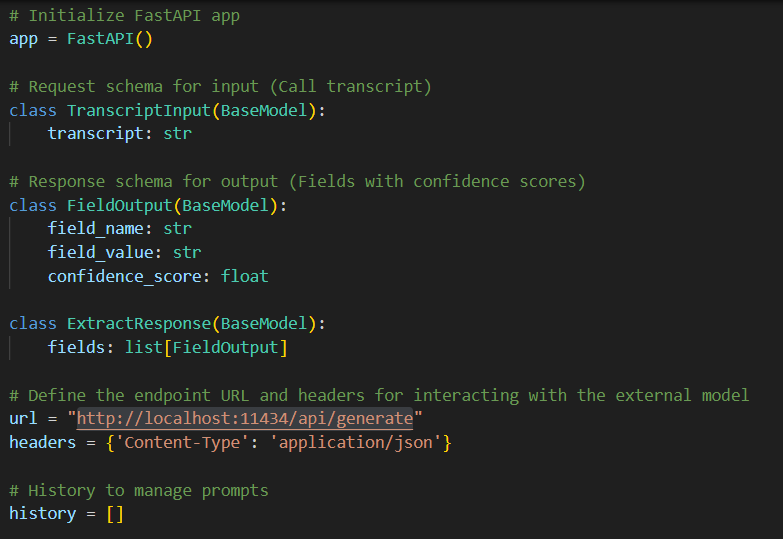 # Initialize FastAPI app
app = FastAPI()
# Request schema for input (Call transcript)
class TranscriptInput(BaseModel):
    transcript: str
# Response schema for output (Fields with confidence scores)
class FieldOutput(BaseModel):
    field_name: str
    field_value: str
    confidence_score: float
class ExtractResponse(BaseModel):
    fields: list[FieldOutput]
# Define the endpoint URL and headers for interacting with the external model
url = "http://localhost:11434/api/generate"
headers = {'Content-Type': 'application/json'}
# History to manage prompts
history = []